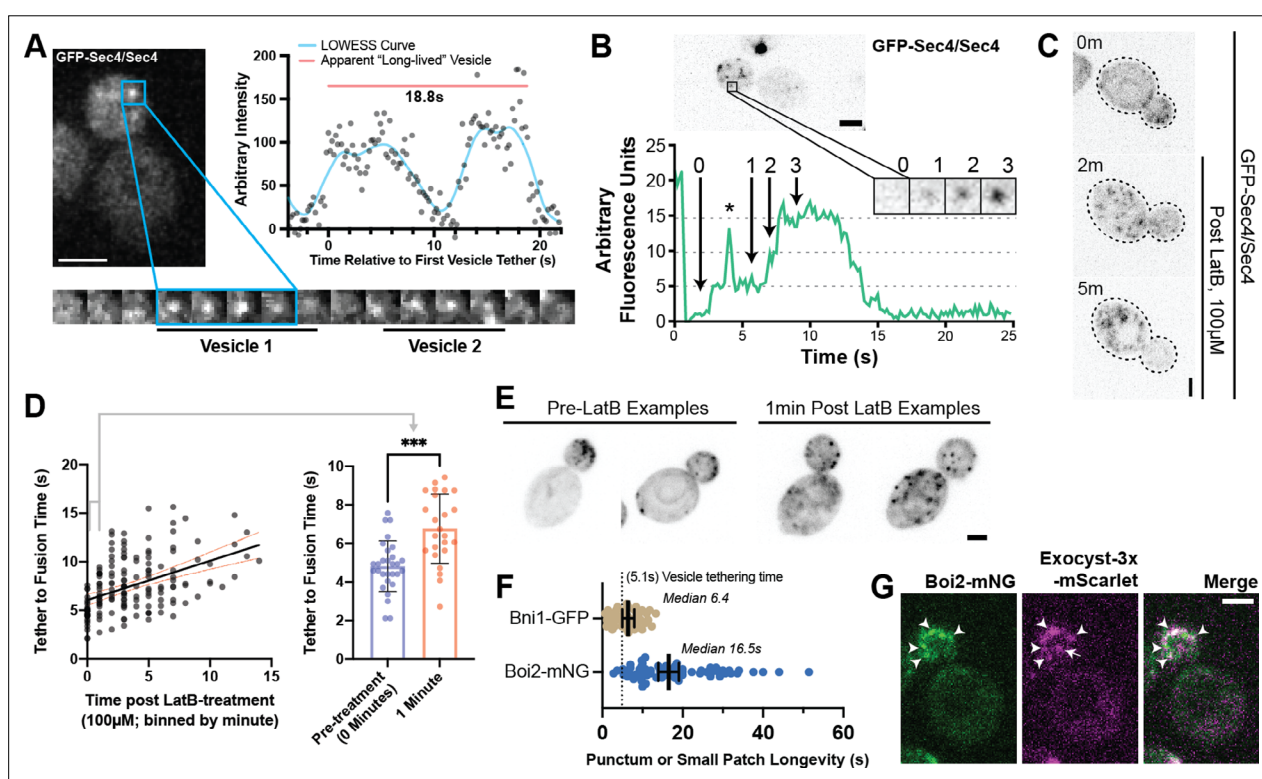 A
GFP-Sec4/Sec4
LOWESS Curve
Apparent "Long-lived" Vesicle
18.8s
Arbitrary Intensity
200
150
100
50
0
0
10
20
Time Relative to First Vesicle Tether (s)
Vesicle 1
Vesicle 2
B
GFP-Sec4/Sec4
Arbitrary
Fluorescence Units
25
20
15
10
5
0
0
*
1
2
3
0 1 2 3
0
5
10
15
20
25
Time (s)
C
0m
2m
5m
Post LatB, 100µM
GFP-Sec4/Sec4
D
Tether to Fusion Time (s)
20
15
10
5
0
0
5
10
15
Time post LatB-treatment
(100µM; binned by minute)
Tether to Fusion Time (s)
10
8
6
4
2
0
***
Pre-treatment
(0 Minutes)
1 Minute
E
Pre-LatB Examples
1min Post LatB Examples
F
(5.1s) Vesicle tethering time
Median 6.4
Bni1-GFP
Median 16.5s
Boi2-mNG
0
20
40
60
Punctum or Small Patch Longevity (s)
G
Boi2-mNG
Exocyst-3x
-mScarlet
Merge